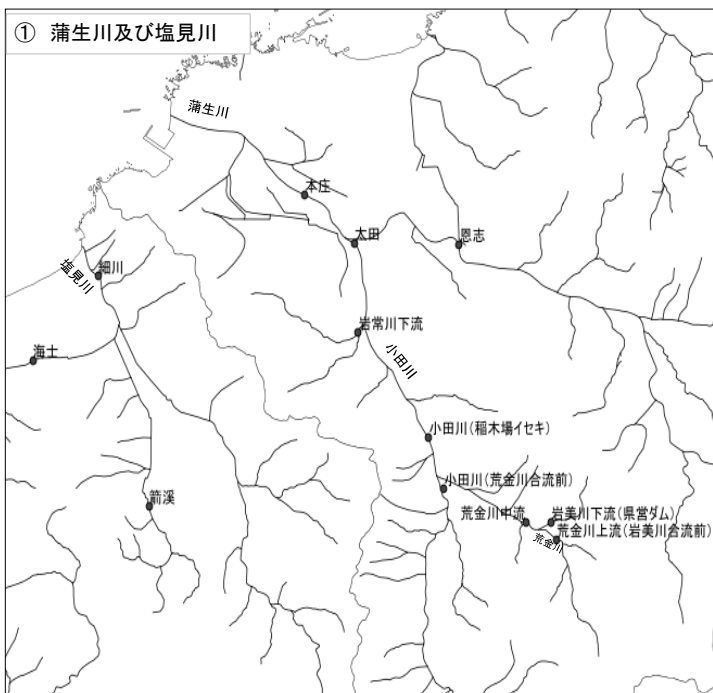 ① 蒲生川及び塩見川
蒲生川
本庄
太田
恩志
塩見川
細川
岩常川下流
海士
小田川
小田川(稲木場イセキ)
小田川(荒金川合流前)
箭溪
荒金川中流
岩美川下流(県営ダム)
荒金川上流(岩美川合流前)
荒金川